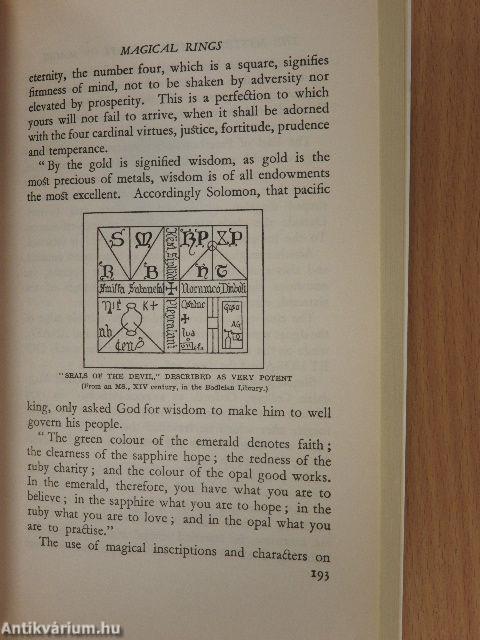 MAGICAL RINGS
eternity, the number four, which is a square, signifies
firmness of mind, not to be shaken by adversity nor
elevated by prosperity. This is a perfection to which
yours will not fail to arrive, when it shall be adorned
with the four cardinal virtues, justice, fortitude, prudence
and temperance.
"By the gold is signified wisdom, as gold is the
most precious of metals, wisdom is of all endowments
the most excellent. Accordingly Solomon, that pacific
S M
R B
RP XP
H T
"SEALS OF THE DEVIL," DESCRIBED AS VERY POTENT
(From an MS., XIV century, in the Bodleian Library.)
king, only asked God for wisdom to make him to well
govern his people.
"The green colour of the emerald denotes faith;
the clearness of the sapphire hope; the redness of the
ruby charity; and the colour of the opal good works.
In the emerald, therefore, you have what you are to
believe; in the sapphire what you are to hope; in the
ruby what you are to love; and in the opal what you
are to practise."
The use of magical inscriptions and characters on
193
Antikvárium.hu